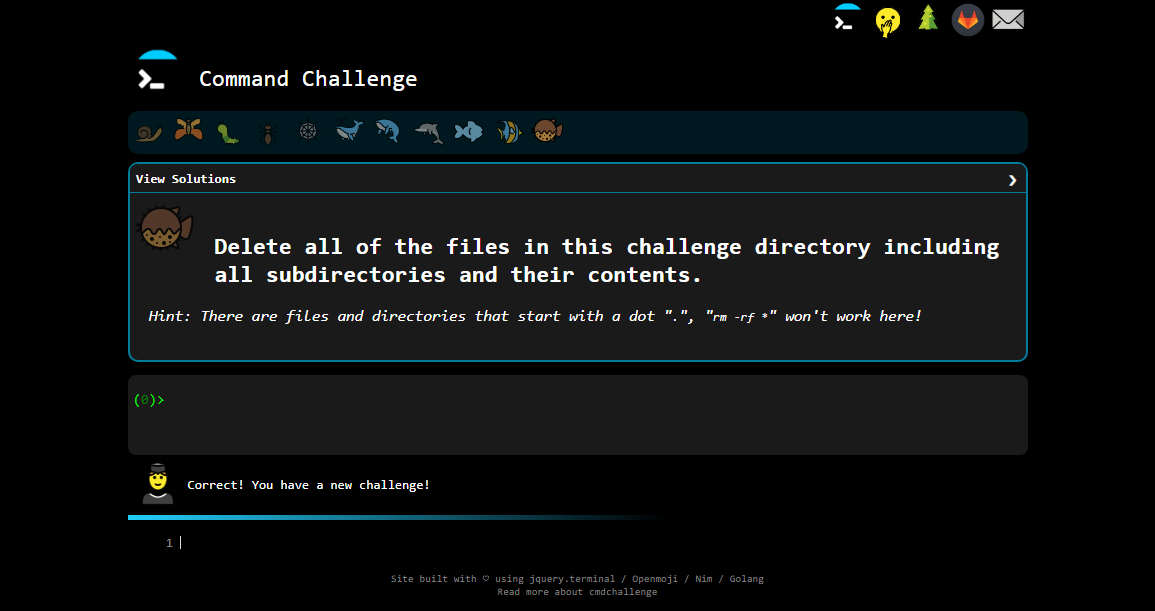 Command Challenge
View Solutions
Delete all of the files in this challenge directory including
all subdirectories and their contents.
Hint: There are files and directories that start with a dot ".", "rm -rf *" won't work here!
(0)>
Correct! You have a new challenge!
1
Site built with ♡ using jquery.terminal / Openmoji / Nim / Golang
Read more about cmdchallenge